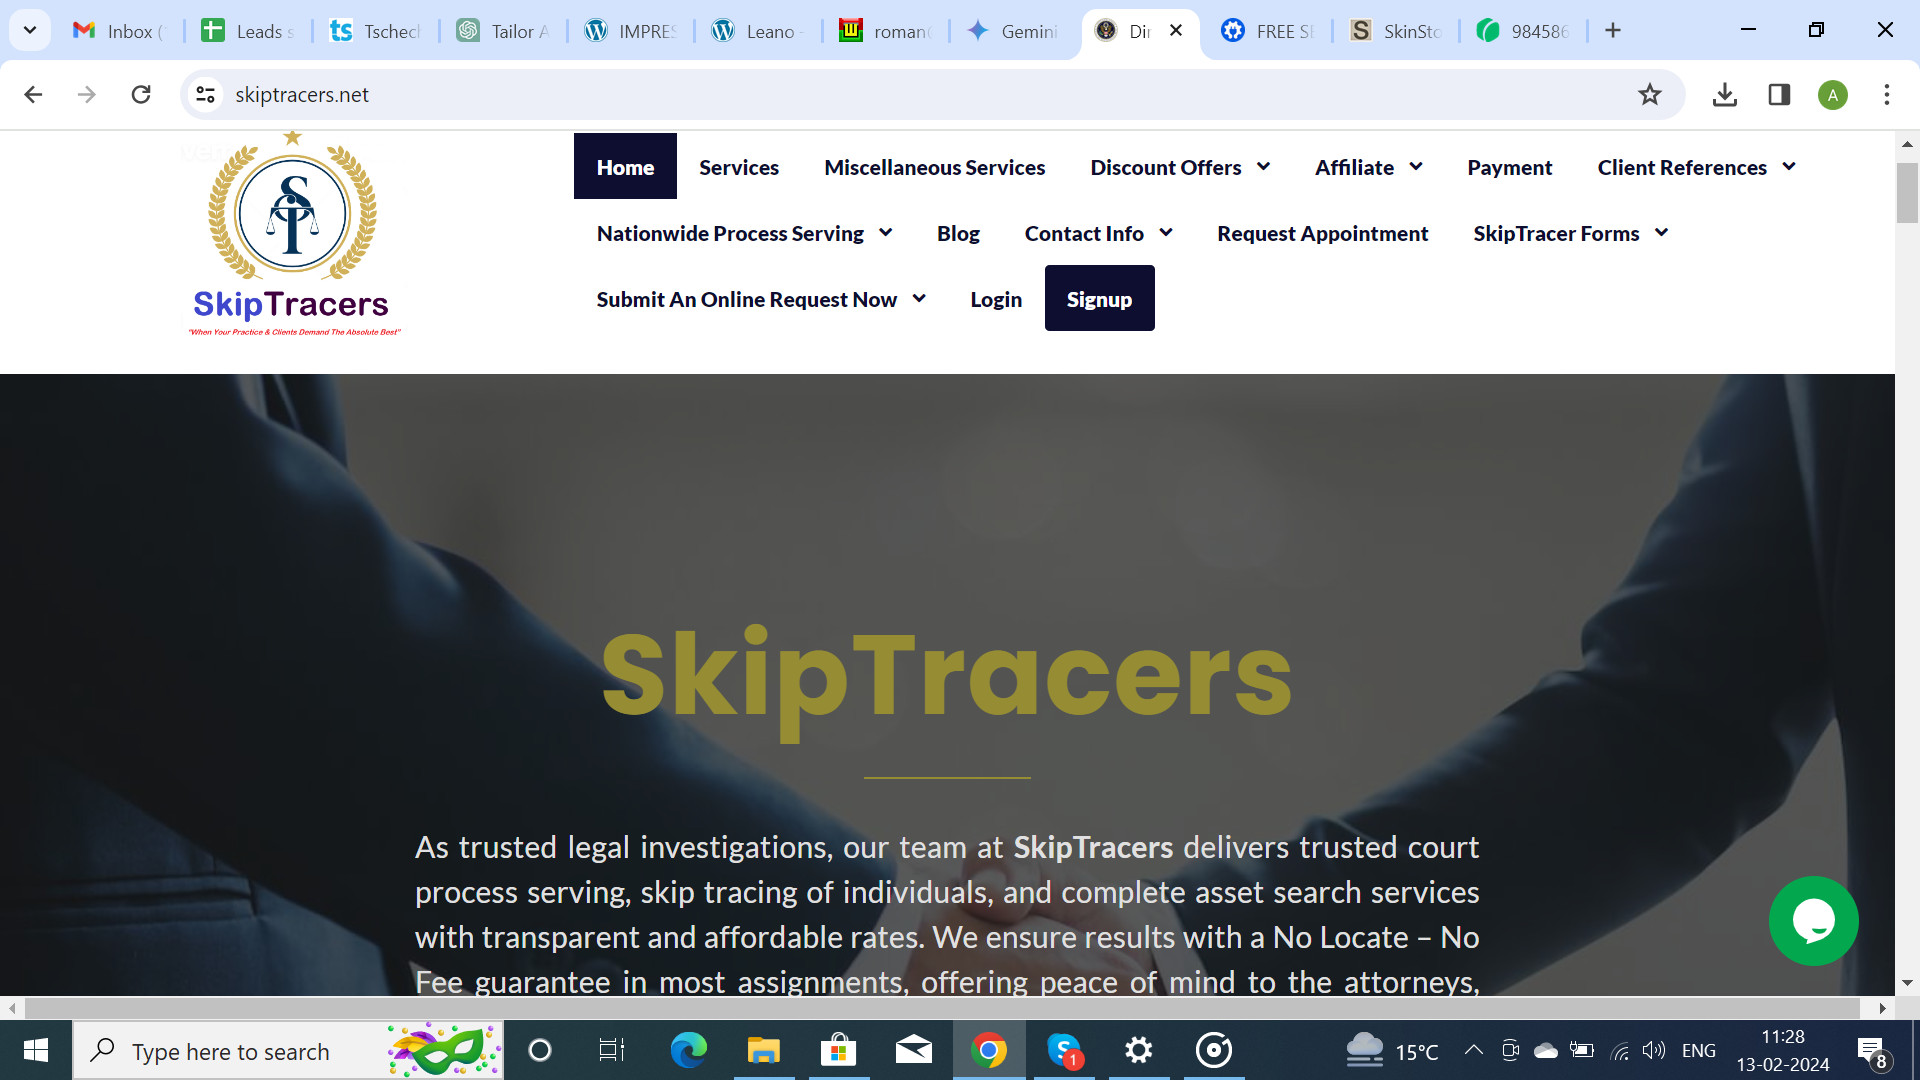 Inbox (
Leads s
ts Tschecl
Tailor A
IMPRES
Leano -
roman(
Gemini
Dir
FREE SE
S SkinSto
984586
skiptracers.net
A
Home
Services
Miscellaneous Services
Discount Offers
Affiliate
Payment
Client References
Nationwide Process Serving
Blog
Contact Info
Request Appointment
SkipTracer Forms
Submit An Online Request Now
Login
Signup
SkipTracers
"When Your Practice & Clients Demand The Absolute Best"
SkipTracers
As trusted legal investigations, our team at SkipTracers delivers trusted court
process serving, skip tracing of individuals, and complete asset search services
with transparent and affordable rates. We ensure results with a No Locate – No
Fee guarantee in most assignments, offering peace of mind to the attorneys,
Type here to search
S 1
15°C
ENG
11:28
13-02-2024
8